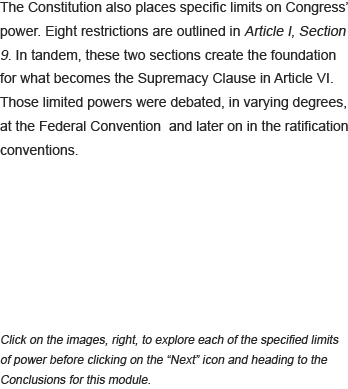 The Constitution also places specific limits on Congress’
power. Eight restrictions are outlined in Article I, Section
9. In tandem, these two sections create the foundation
for what becomes the Supremacy Clause in Article VI.
Those limited powers were debated, in varying degrees,
at the Federal Convention  and later on in the ratification
conventions.
Click on the images, right, to explore each of the specified limits
of power before clicking on the “Next” icon and heading to the
Conclusions for this module.